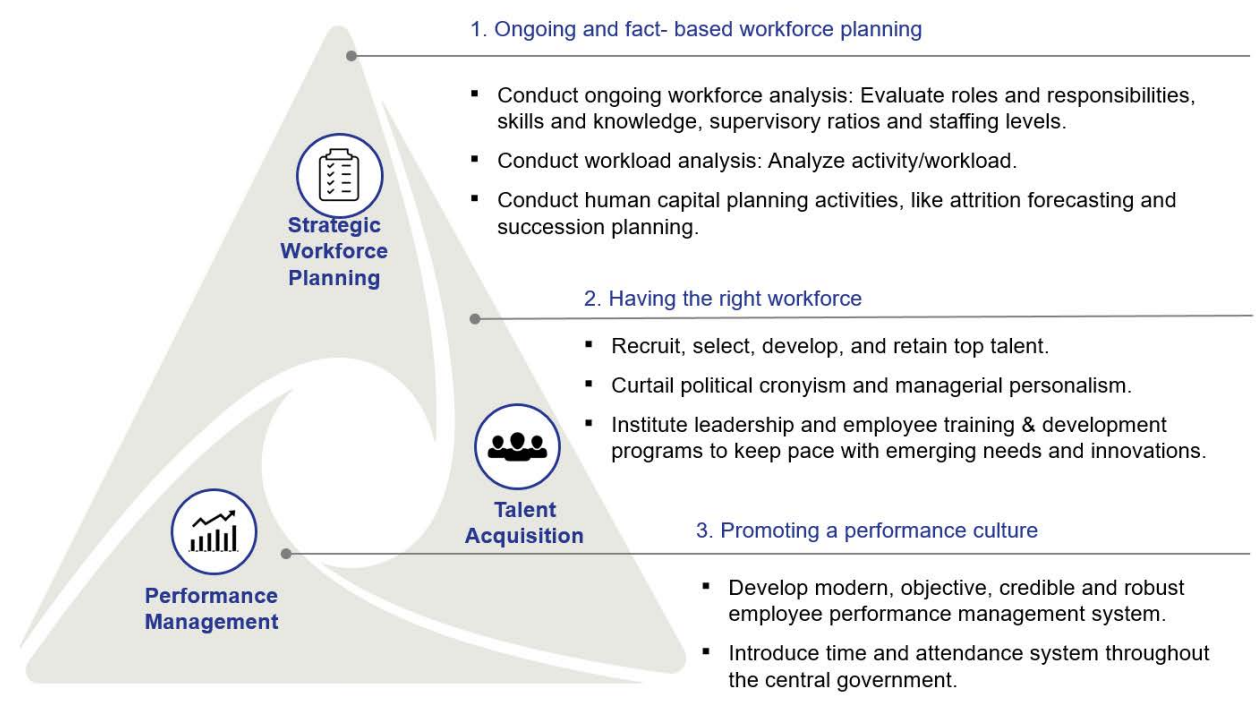 1. Ongoing and fact- based workforce planning
▪ Conduct ongoing workforce analysis: Evaluate roles and responsibilities,
skills and knowledge, supervisory ratios and staffing levels.
▪ Conduct workload analysis: Analyze activity/workload.
▪ Conduct human capital planning activities, like attrition forecasting and
succession planning.
Strategic
Workforce
Planning
2. Having the right workforce
▪ Recruit, select, develop, and retain top talent.
▪ Curtail political cronyism and managerial personalism.
▪ Institute leadership and employee training & development
programs to keep pace with emerging needs and innovations.
Talent
Acquisition
3. Promoting a performance culture
▪ Develop modern, objective, credible and robust
employee performance management system.
▪ Introduce time and attendance system throughout
the central government.
Performance
Management